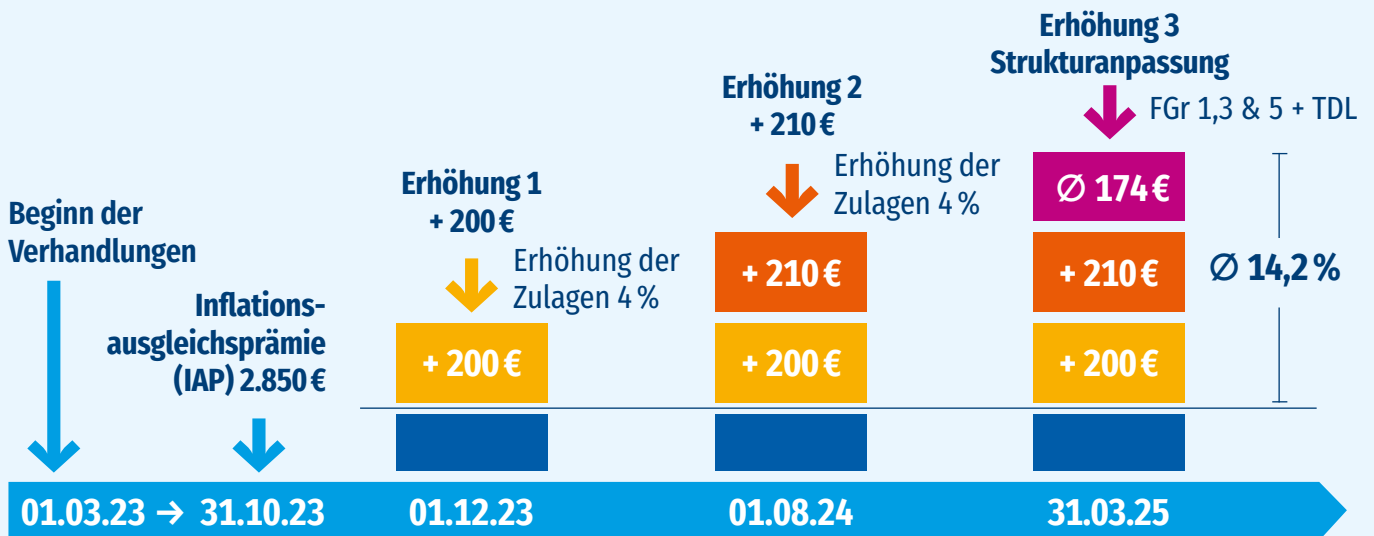 Beginn der
Verhandlungen
Inflations-
ausgleichsprämie
(IAP) 2.850 €
Erhöhung 1
+ 200 €
Erhöhung der
Zulagen 4 %
+ 200 €
Erhöhung 2
+ 210 €
Erhöhung der
Zulagen 4 %
+ 210 €
+ 200 €
Erhöhung 3
Strukturanpassung
FGr 1,3 & 5 + TDL
Ø 174 €
+ 210 €
+ 200 €
Ø 14,2 %
01.03.23 → 31.10.23 01.12.23 01.08.24 31.03.25